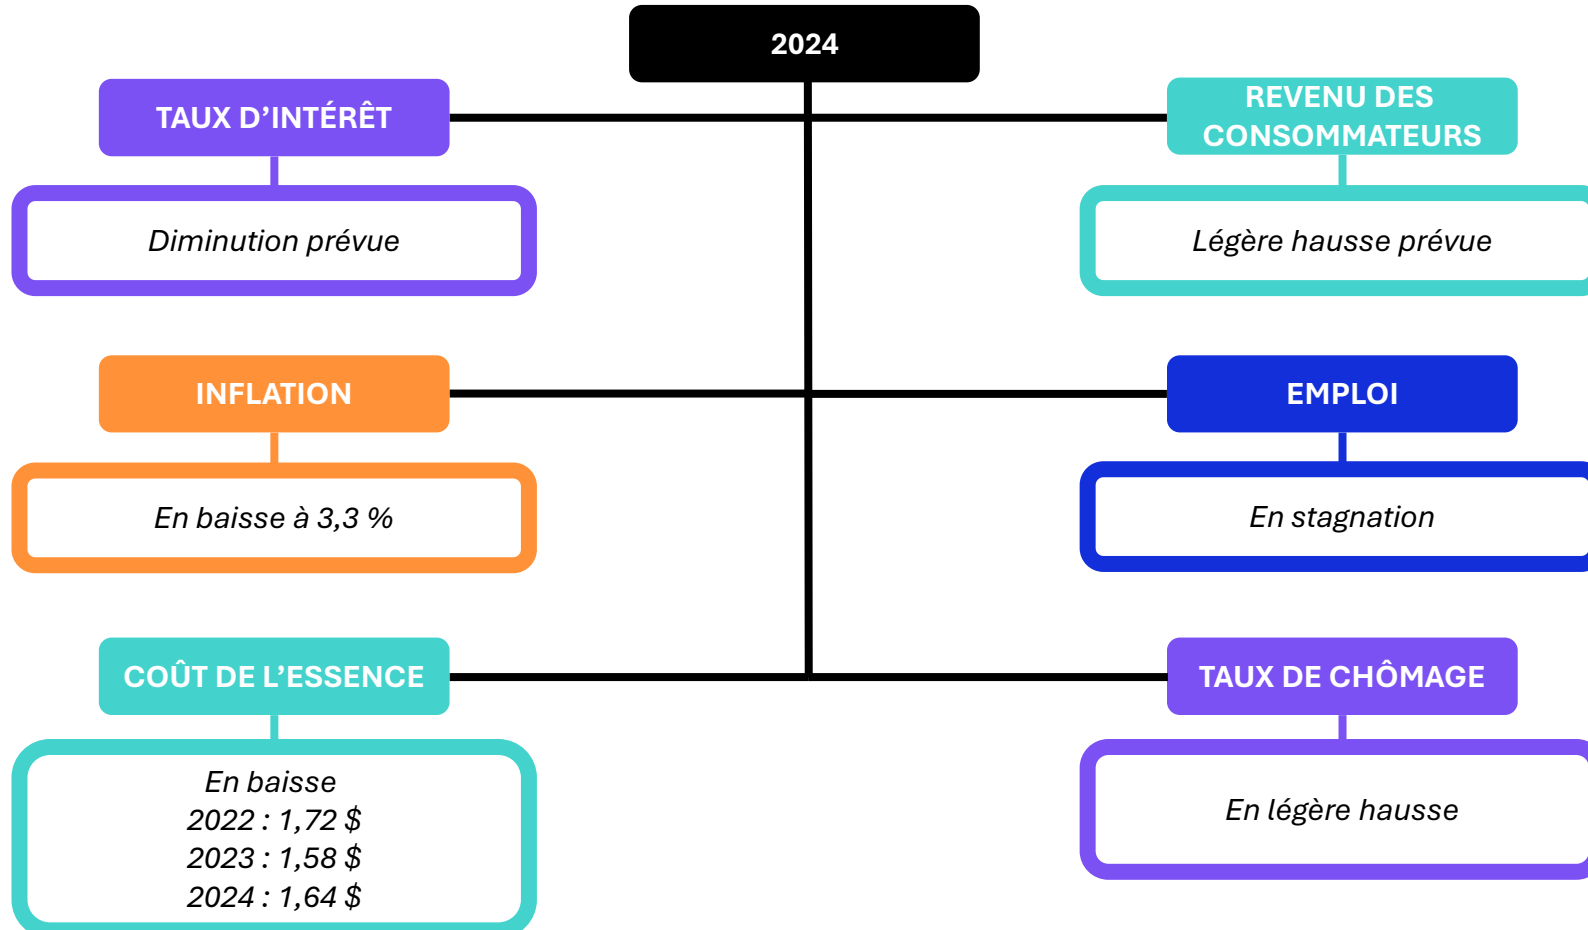 2024
TAUX D’INTÉRÊT
Diminution prévue
REVENU DES
CONSOMMATEURS
Légère hausse prévue
INFLATION
En baisse à 3,3 %
EMPLOI
En stagnation
COÛT DE L’ESSENCE
En baisse
2022 : 1,72 $
2023 : 1,58 $
2024 : 1,64 $
TAUX DE CHÔMAGE
En légère hausse